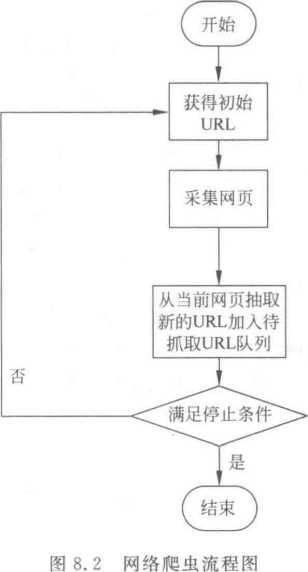 开始
获得初始
URL
采集网页
从当前网页抽取
新的URL加入待
抓取URL队列
否
满足停止条件
是
结束
图 8.2 网络爬虫流程图